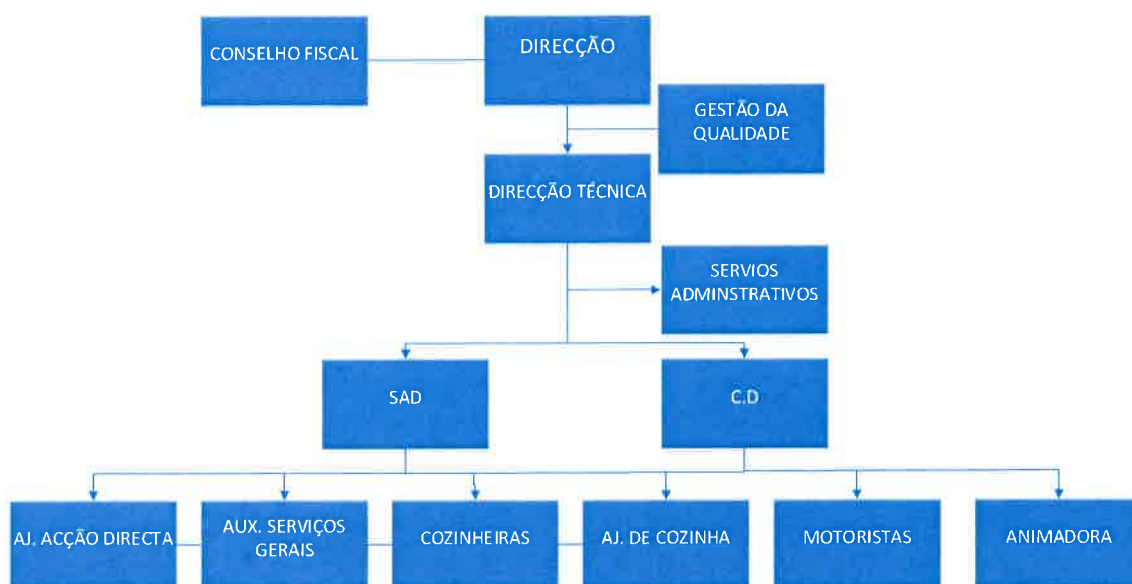 CONSELHO FISCAL
DIRECÇÃO
GESTÃO DA
QUALIDADE
DIRECÇÃO TÉCNICA
SERVIOS
ADMINSTRATIVOS
SAD
C.D
AJ. ACÇÃO DIRECTA
AUX. SERVIÇOS
GERAIS
COZINHEIRAS
AJ. DE COZINHA
MOTORISTAS
ANIMADORA